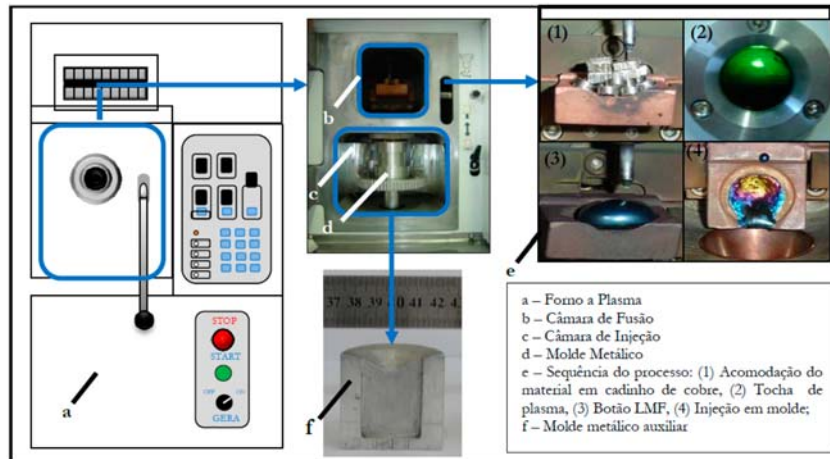 (1)
(2)
b
c
d
(3)
(4)
e
37 38 39 40 41 42 4
STOP
START
OFF
ON
GERA
a
f
a – Forno a Plasma
b – Câmara de Fusão
c – Câmara de Injeção
d – Molde Metálico
e – Sequência do processo: (1) Acomodação do
material em cadinho de cobre, (2) Tocha de
plasma, (3) Botão LMF, (4) Injeção em molde;
f – Molde metálico auxiliar